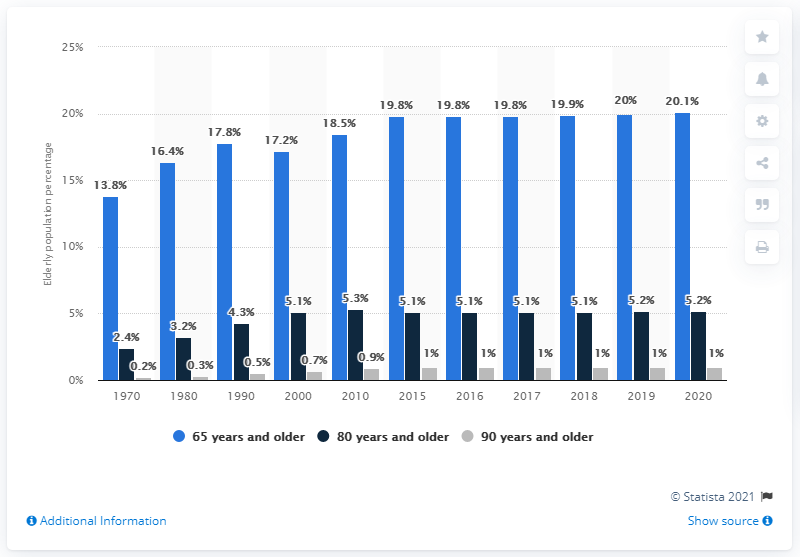 25%
20%
15%
10%
5%
0%
Elderly population percentage
13.8% 16.4% 17.8% 17.2% 18.5% 19.8% 19.8% 19.8% 19.9% 20% 20.1%
2.4% 3.2% 4.3% 5.1% 5.3% 5.1% 5.1% 5.1% 5.1% 5.2% 5.2%
0.2% 0.3% 0.5% 0.7% 0.9% 1% 1% 1% 1% 1% 1%
1970 1980 1990 2000 2010 2015 2016 2017 2018 2019 2020
65 years and older 80 years and older 90 years and older
© Statista 2021
Additional Information Show source